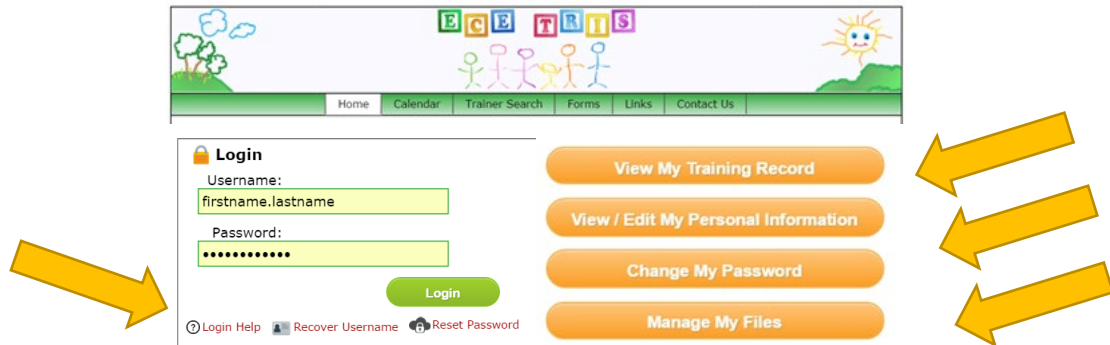 ECE TRIS
Home Calendar Trainer Search Forms Links Contact Us
Login
Username:
firstname.lastname
Password:
••••••••••••
Login
? Login Help Recover Username Reset Password
View My Training Record
View / Edit My Personal Information
Change My Password
Manage My Files